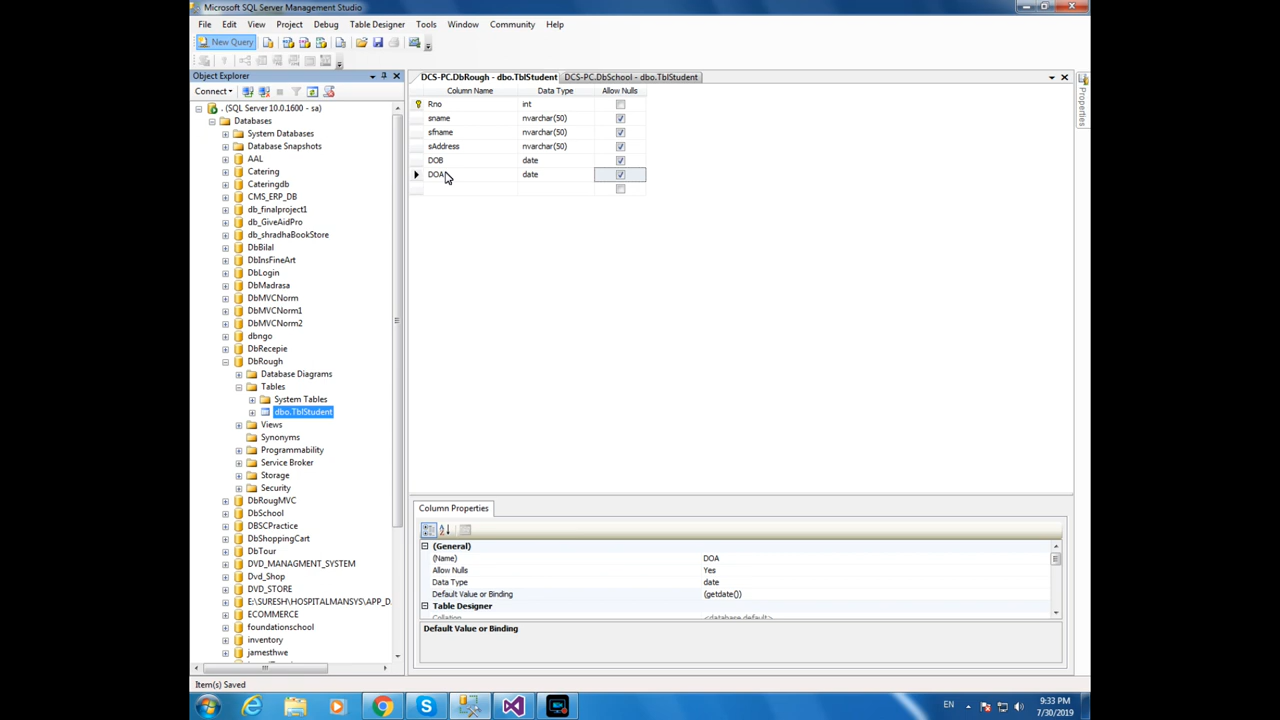 Microsoft SQL Server Management Studio
File Edit View Project Debug Table Designer Tools Window Community Help
New Query
Object Explorer
DCS-PC.DbRough - dbo.TblStudent
DCS-PC.DbSchool - dbo.TblStudent
Connect
Column Name Data Type Allow Nulls
Rno int
sname nvarchar(50)
sfname nvarchar(50)
sAddress nvarchar(50)
DOB date
DOA date
. (SQL Server 10.0.1600 - sa)
Databases
System Databases
Database Snapshots
AAL
Catering
Cateringdb
CMS_ERP_DB
db_finalproject1
db_GiveAidPro
db_shradhaBookStore
DbBilal
DbInsFineArt
DbLogin
DbMadrasa
DbMVCNorm
DbMVCNorm1
DbMVCNorm2
dbngo
DbRecepie
DbRough
Database Diagrams
Tables
System Tables
dbo.TblStudent
Views
Synonyms
Programmability
Service Broker
Storage
Security
DbRougMVC
DbSchool
DBSCPractice
DbShoppingCart
DbTour
DVD_MANAGMENT_SYSTEM
Dvd_Shop
DVD_STORE
E:\SURESH\HOSPITALMANSYS\APP_D
ECOMMERCE
foundationschool
inventory
jamesthwe
Properties
Column Properties
(General)
(Name) DOA
Allow Nulls Yes
Data Type date
Default Value or Binding (getdate())
Table Designer
Collation <database default>
Default Value or Binding
Item(s) Saved
EN
9:33 PM
7/30/2019